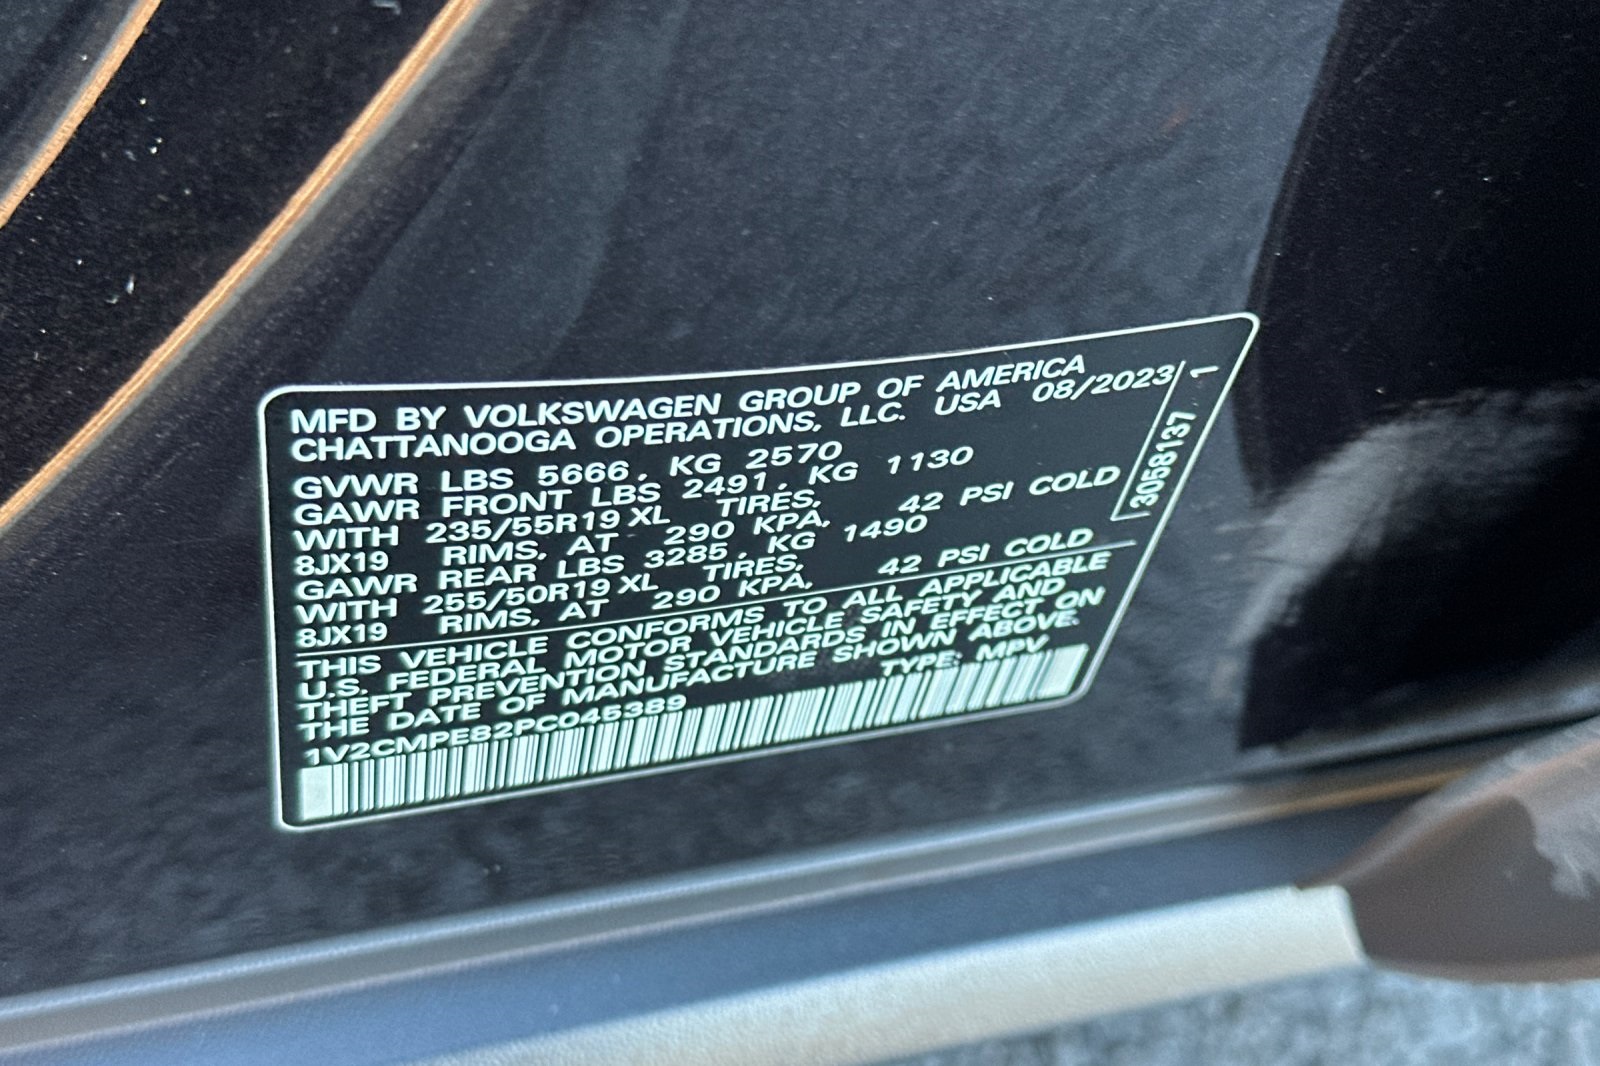 MFD BY VOLKSWAGEN GROUP OF AMERICA
CHATTANOOGA OPERATIONS, LLC. USA 08/2023 1
GVWR LBS 5666, KG 2570
GAWR FRONT LBS 2491, KG 1130
WITH 235/55R19 XL TIRES,
8JX19 RIMS, AT 290 KPA, 42 PSI COLD
GAWR REAR LBS 3285, KG 1490
WITH 255/50R19 XL TIRES,
8JX19 RIMS, AT 290 KPA, 42 PSI COLD
3058137
THIS VEHICLE CONFORMS TO ALL APPLICABLE
U.S. FEDERAL MOTOR VEHICLE SAFETY AND
THEFT PREVENTION STANDARDS IN EFFECT ON
THE DATE OF MANUFACTURE SHOWN ABOVE.
1V2CMPE82PC045389 TYPE: MPV